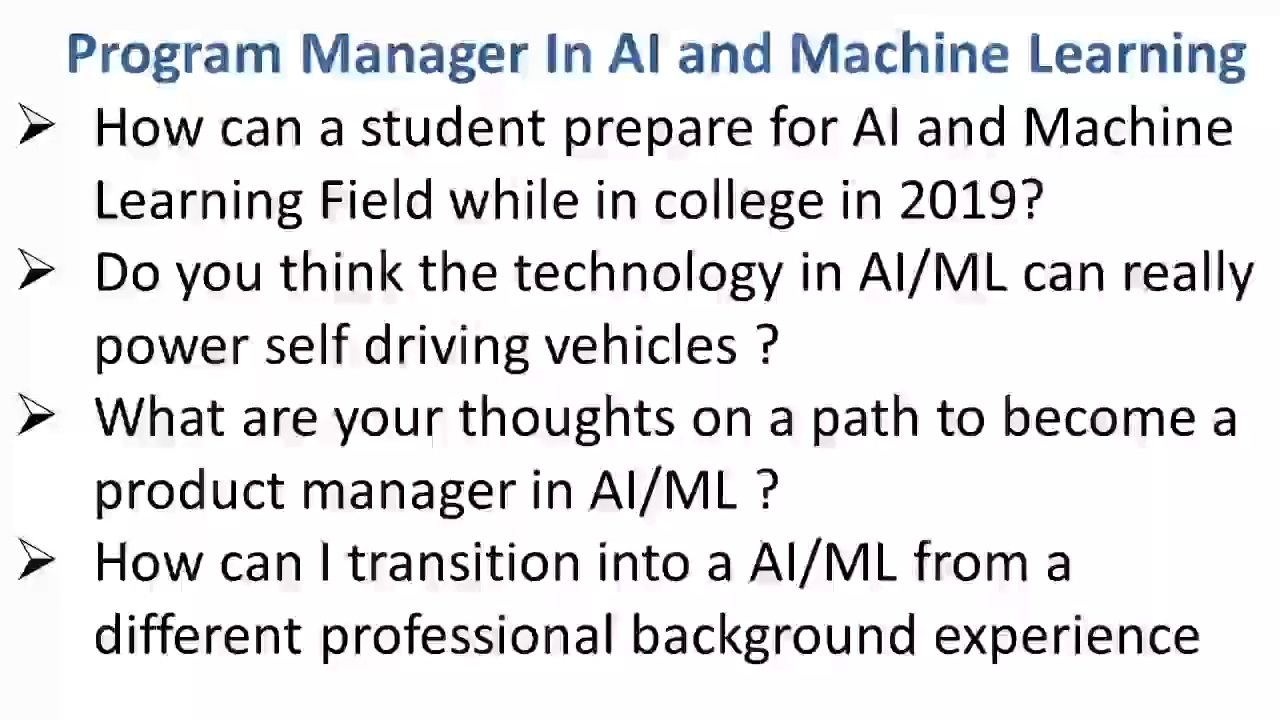 Program Manager In AI and Machine Learning
How can a student prepare for AI and Machine
Learning Field while in college in 2019?
Do you think the technology in AI/ML can really
power self driving vehicles ?
What are your thoughts on a path to become a
product manager in AI/ML ?
How can I transition into a AI/ML from a
different professional background experience